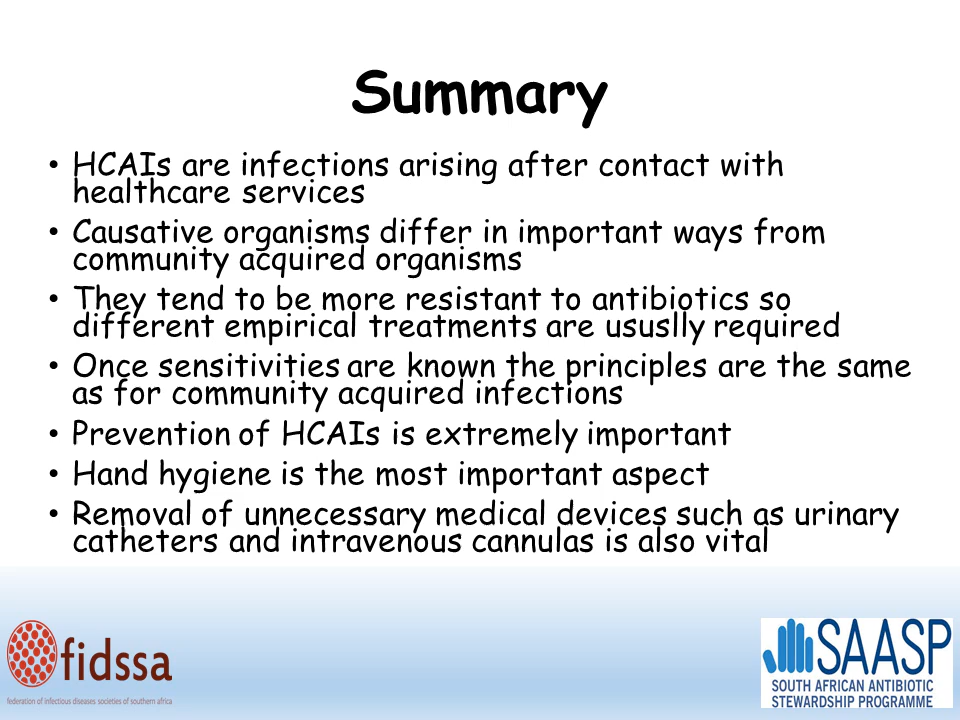 Summary
• HCAIs are infections arising after contact with
healthcare services
• Causative organisms differ in important ways from
community acquired organisms
• They tend to be more resistant to antibiotics so
different empirical treatments are ususlly required
• Once sensitivities are known the principles are the same
as for community acquired infections
• Prevention of HCAIs is extremely important
• Hand hygiene is the most important aspect
• Removal of unnecessary medical devices such as urinary
catheters and intravenous cannulas is also vital
fidssa
federation of infectious diseases societies of southern africa
SAASP
SOUTH AFRICAN ANTIBIOTIC
STEWARDSHIP PROGRAMME